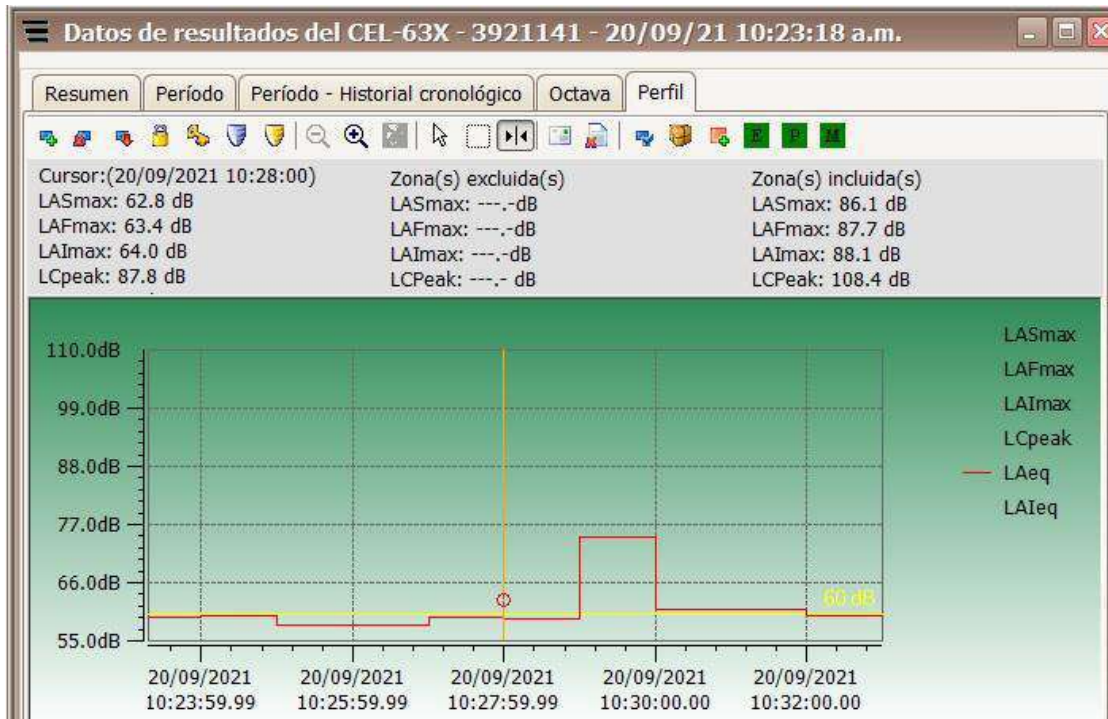 Datos de resultados del CEL-63X - 3921141 - 20/09/21 10:23:18 a.m.
Resumen Período Período - Historial cronológico Octava Perfil
E P M
Cursor:(20/09/2021 10:28:00)
LASmax: 62.8 dB
LAFmax: 63.4 dB
LAImax: 64.0 dB
LCpeak: 87.8 dB
Zona(s) excluida(s)
LASmax: ---.-dB
LAFmax: ---.-dB
LAImax: ---.-dB
LCPeak: ---.- dB
Zona(s) incluida(s)
LASmax: 86.1 dB
LAFmax: 87.7 dB
LAImax: 88.1 dB
LCPeak: 108.4 dB
110.0dB
99.0dB
88.0dB
77.0dB
66.0dB
55.0dB
60 dB
20/09/2021
10:23:59.99
20/09/2021
10:25:59.99
20/09/2021
10:27:59.99
20/09/2021
10:30:00.00
20/09/2021
10:32:00.00
LASmax
LAFmax
LAImax
LCpeak
LAeq
LAIeq